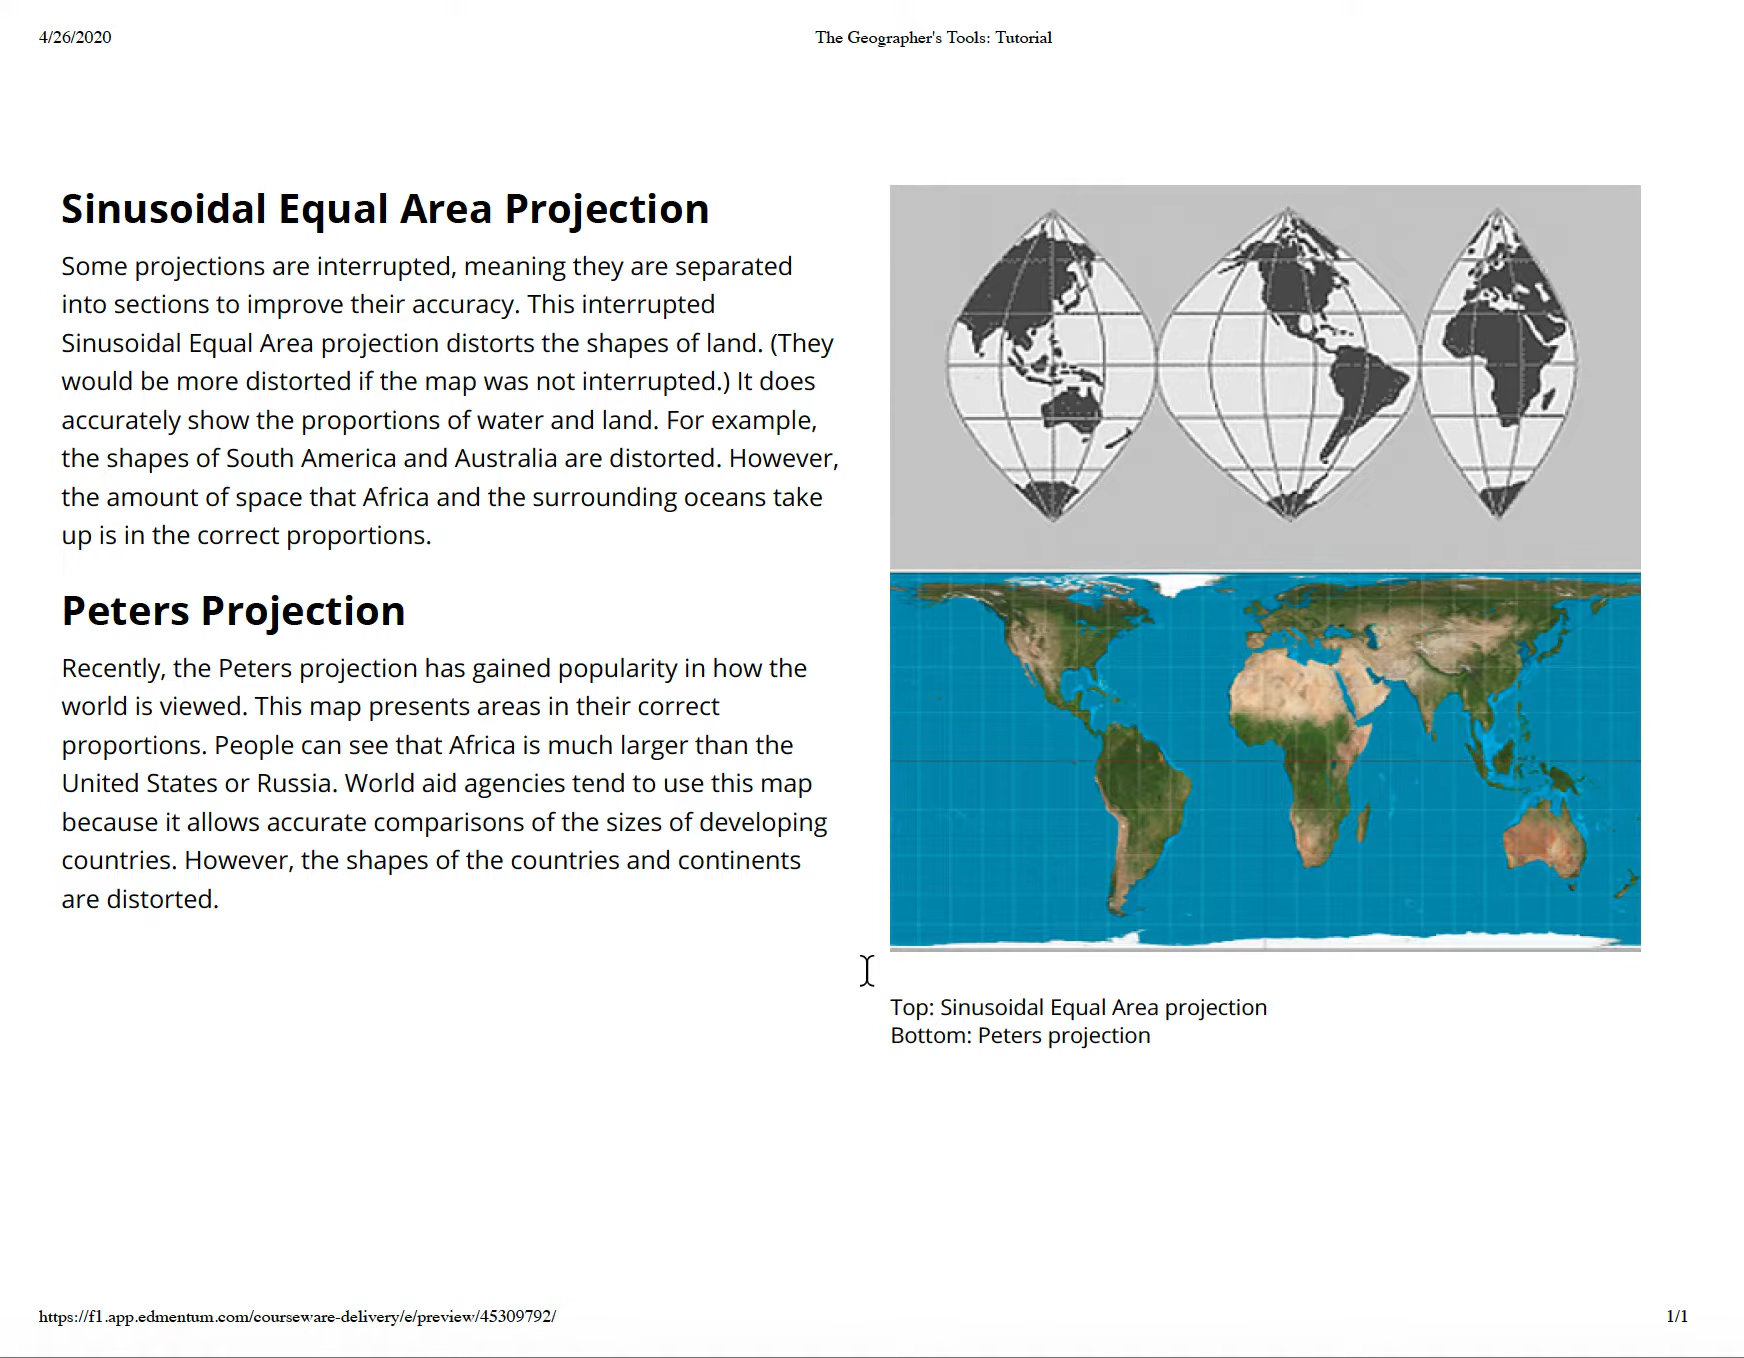 4/26/2020
The Geographer's Tools: Tutorial
Sinusoidal Equal Area Projection
Some projections are interrupted, meaning they are separated
into sections to improve their accuracy. This interrupted
Sinusoidal Equal Area projection distorts the shapes of land. (They
would be more distorted if the map was not interrupted.) It does
accurately show the proportions of water and land. For example,
the shapes of South America and Australia are distorted. However,
the amount of space that Africa and the surrounding oceans take
up is in the correct proportions.
Peters Projection
Recently, the Peters projection has gained popularity in how the
world is viewed. This map presents areas in their correct
proportions. People can see that Africa is much larger than the
United States or Russia. World aid agencies tend to use this map
because it allows accurate comparisons of the sizes of developing
countries. However, the shapes of the countries and continents
are distorted.
Top: Sinusoidal Equal Area projection
Bottom: Peters projection
https://f1.app.edmentum.com/courseware-delivery/e/preview/45309792/
1/1